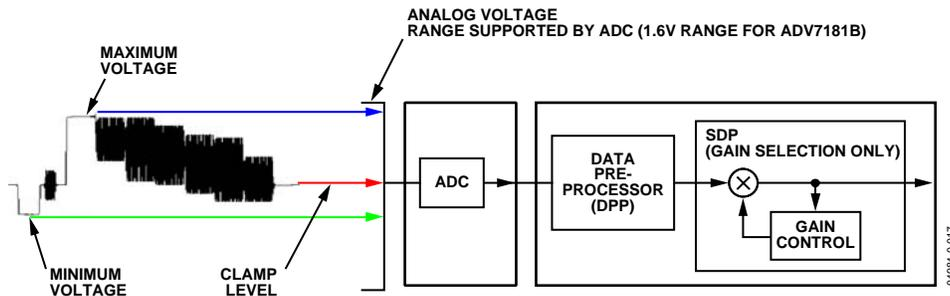 ANALOG VOLTAGE
RANGE SUPPORTED BY ADC (1.6V RANGE FOR ADV7181B)
MAXIMUM
VOLTAGE
SDP
(GAIN SELECTION ONLY)
DATA
PRE-
PROCESSOR
(DPP)
ADC
GAIN
CONTROL
MINIMUM
VOLTAGE
CLAMP
LEVEL